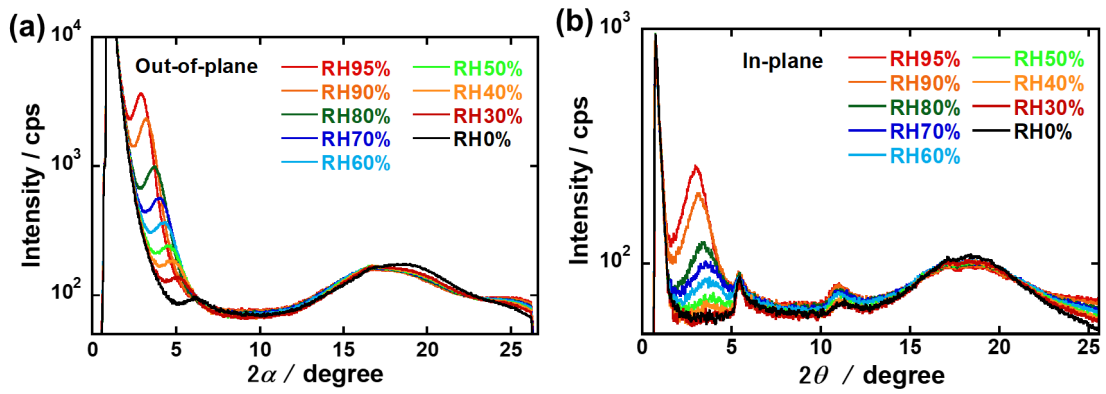 (a)
10⁴
10³
10²
Intensity / cps
Out-of-plane
RH95%
RH90%
RH80%
RH70%
RH60%
RH50%
RH40%
RH30%
RH0%
0 5 10 15 20 25
2α / degree
(b)
10³
10²
Intensity / cps
In-plane
RH95%
RH90%
RH80%
RH70%
RH60%
RH50%
RH40%
RH30%
RH0%
0 5 10 15 20 25
2θ / degree